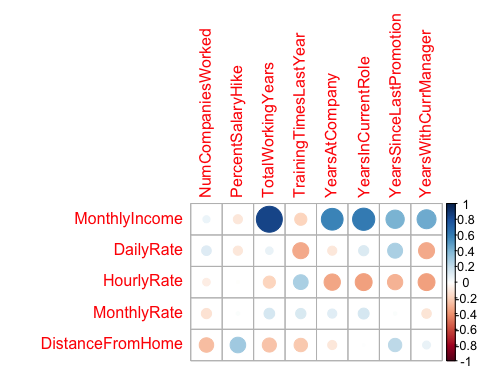 NumCompaniesWorked
PercentSalaryHike
TotalWorkingYears
TrainingTimesLastYear
YearsAtCompany
YearsInCurrentRole
YearsSinceLastPromotion
YearsWithCurrManager
MonthlyIncome
DailyRate
HourlyRate
MonthlyRate
DistanceFromHome
1
0.8
0.6
0.4
0.2
0
-0.2
-0.4
-0.6
-0.8
-1